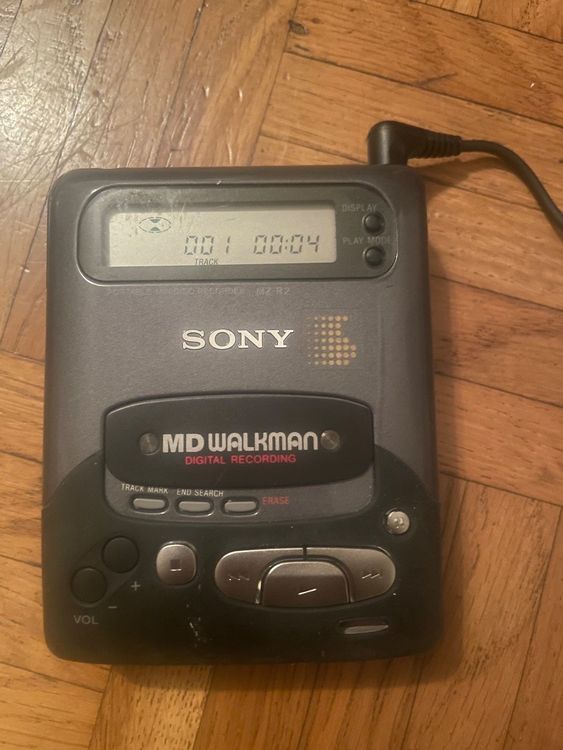 DISPLAY
001 00:04
TRACK
PLAY MODE
RECORDER MZ-R2
SONY
MD WALKMAN
DIGITAL RECORDING
TRACK MARK END SEARCH ERASE
+
−
VOL